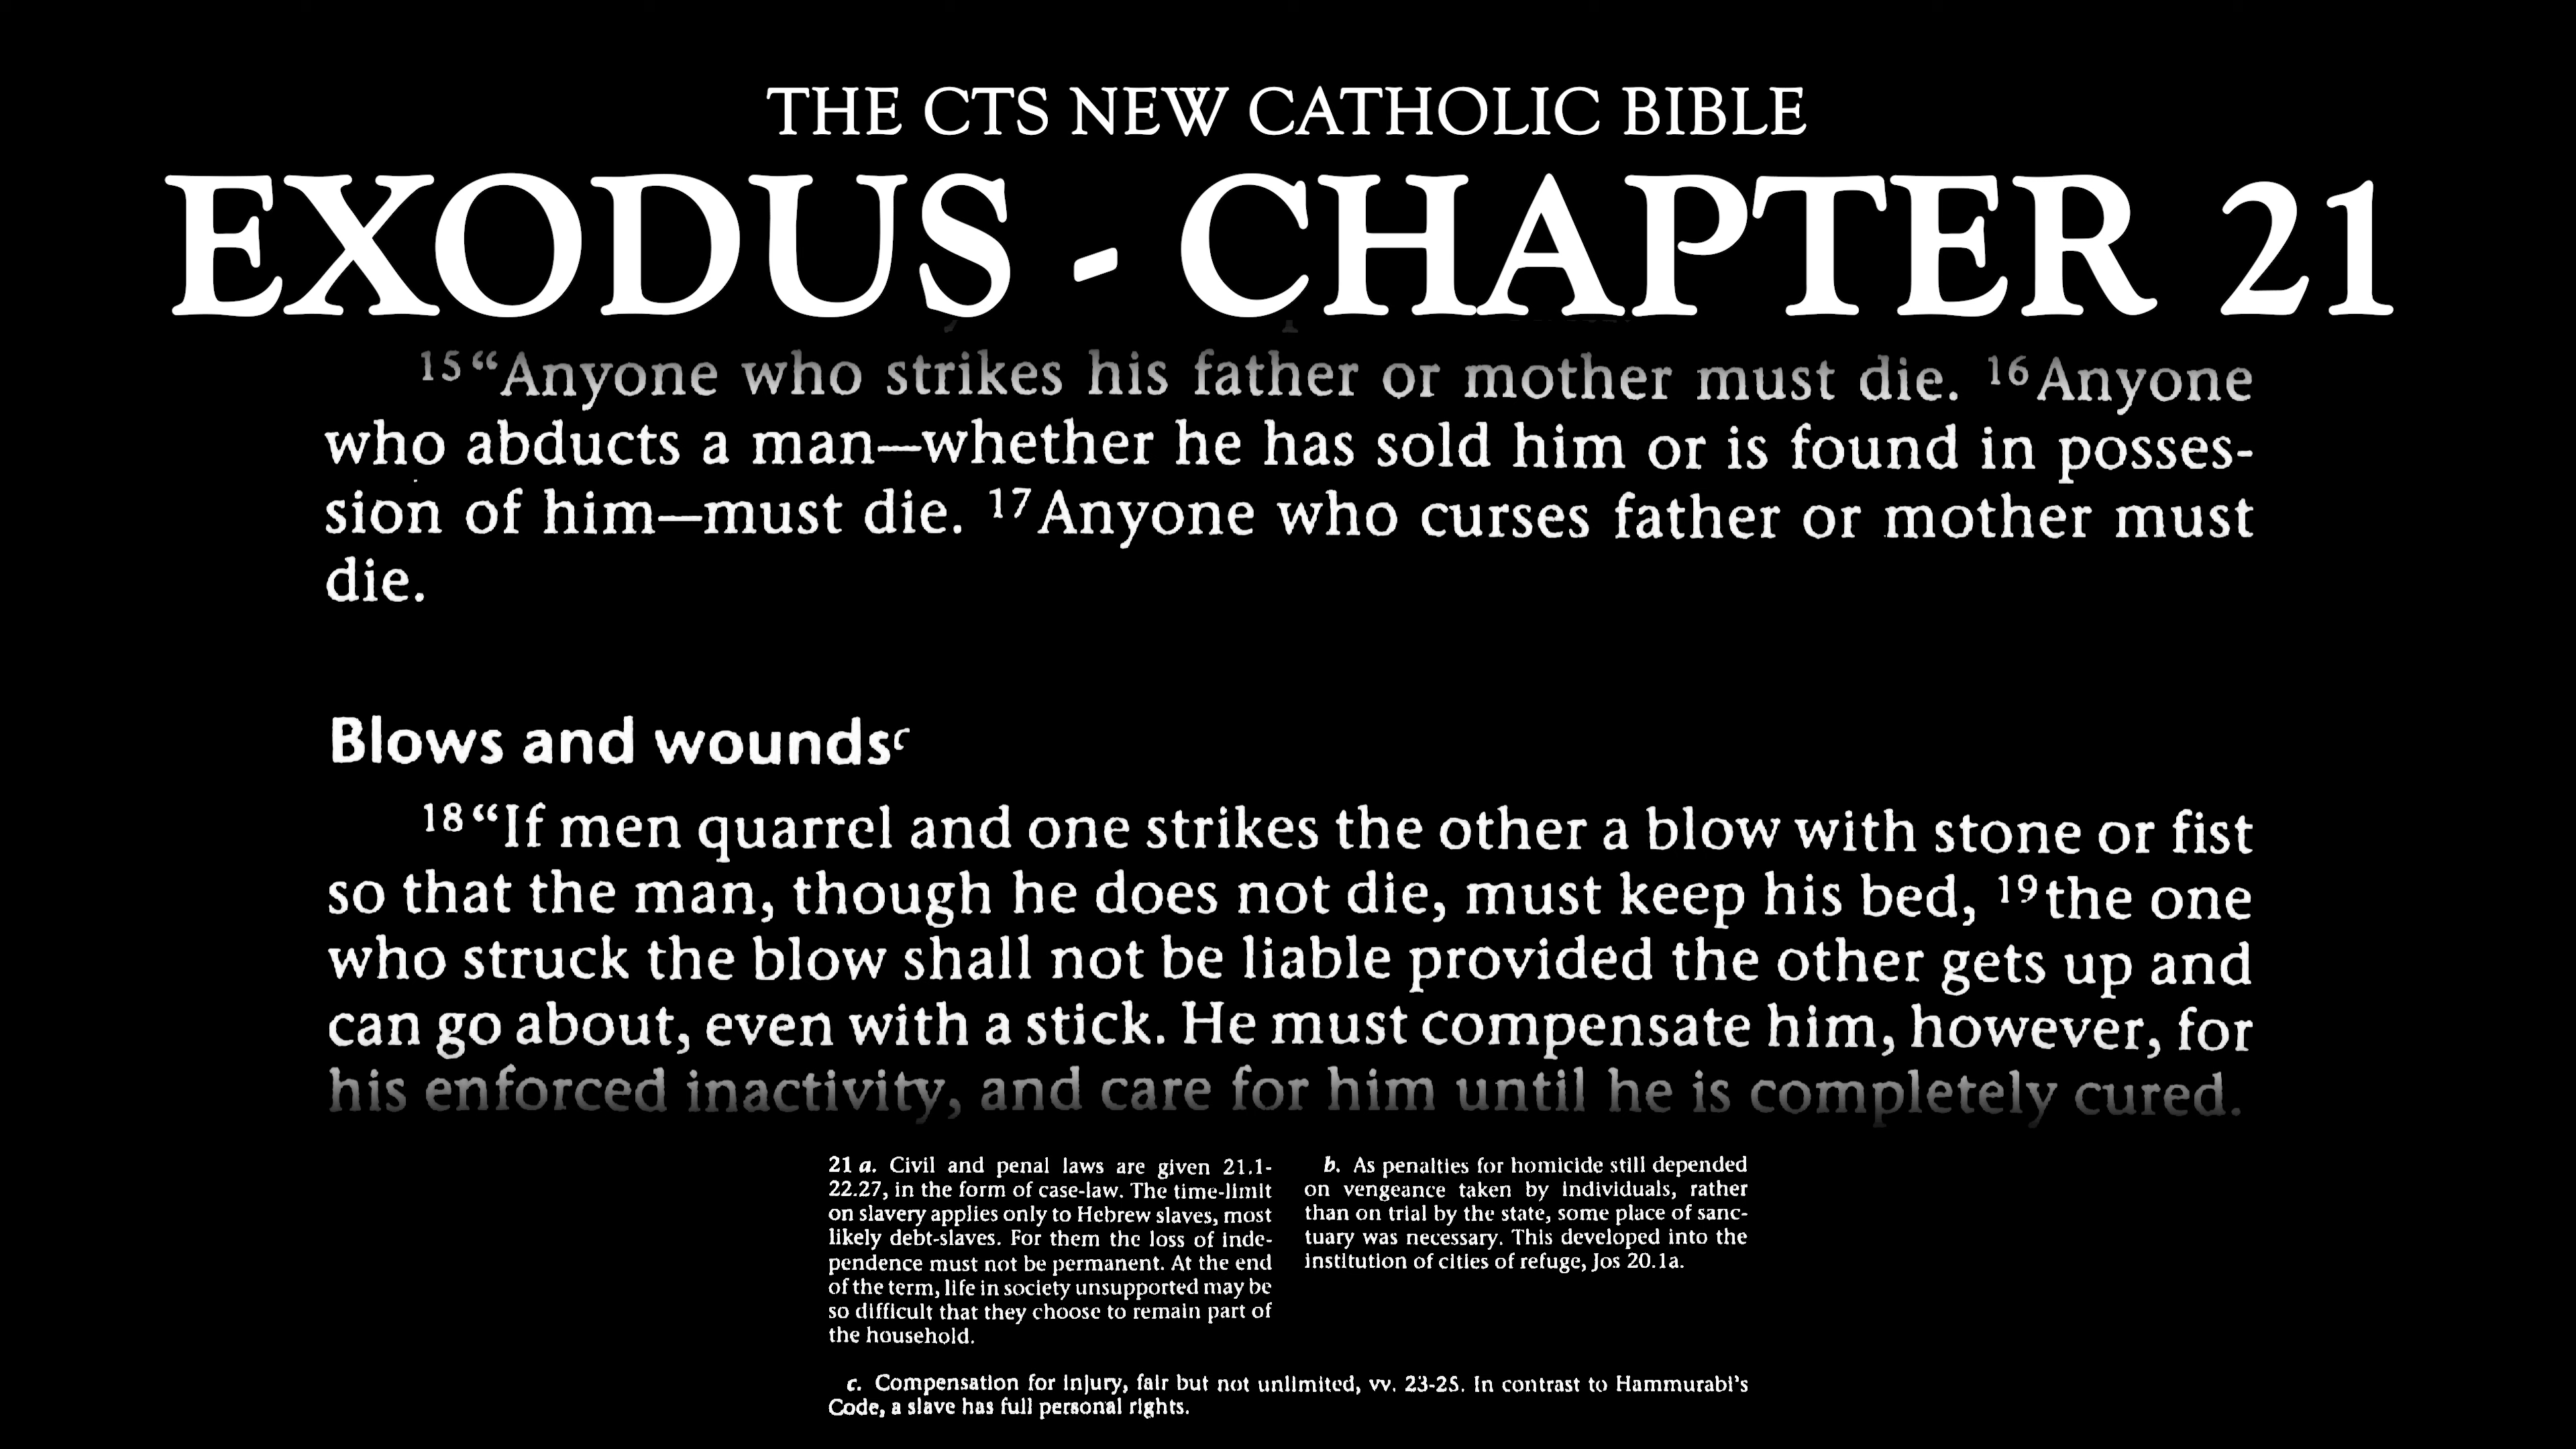 THE CTS NEW CATHOLIC BIBLE
EXODUS - CHAPTER 21
15 “Anyone who strikes his father or mother must die. 16 Anyone
who abducts a man—whether he has sold him or is found in posses-
sion of him—must die. 17 Anyone who curses father or mother must
die.
Blows and wounds c
18 “If men quarrel and one strikes the other a blow with stone or fist
so that the man, though he does not die, must keep his bed, 19 the one
who struck the blow shall not be liable provided the other gets up and
can go about, even with a stick. He must compensate him, however, for
his enforced inactivity, and care for him until he is completely cured.
21 a. Civil and penal laws are given 21.1-
22.27, in the form of case-law. The time-limit
on slavery applies only to Hebrew slaves, most
likely debt-slaves. For them the loss of inde-
pendence must not be permanent. At the end
of the term, life in society unsupported may be
so difficult that they choose to remain part of
the household.
b. As penalties for homicide still depended
on vengeance taken by individuals, rather
than on trial by the state, some place of sanc-
tuary was necessary. This developed into the
institution of cities of refuge, Jos 20.1a.
c. Compensation for injury, fair but not unlimited, vv. 23-25. In contrast to Hammurabi's
Code, a slave has full personal rights.